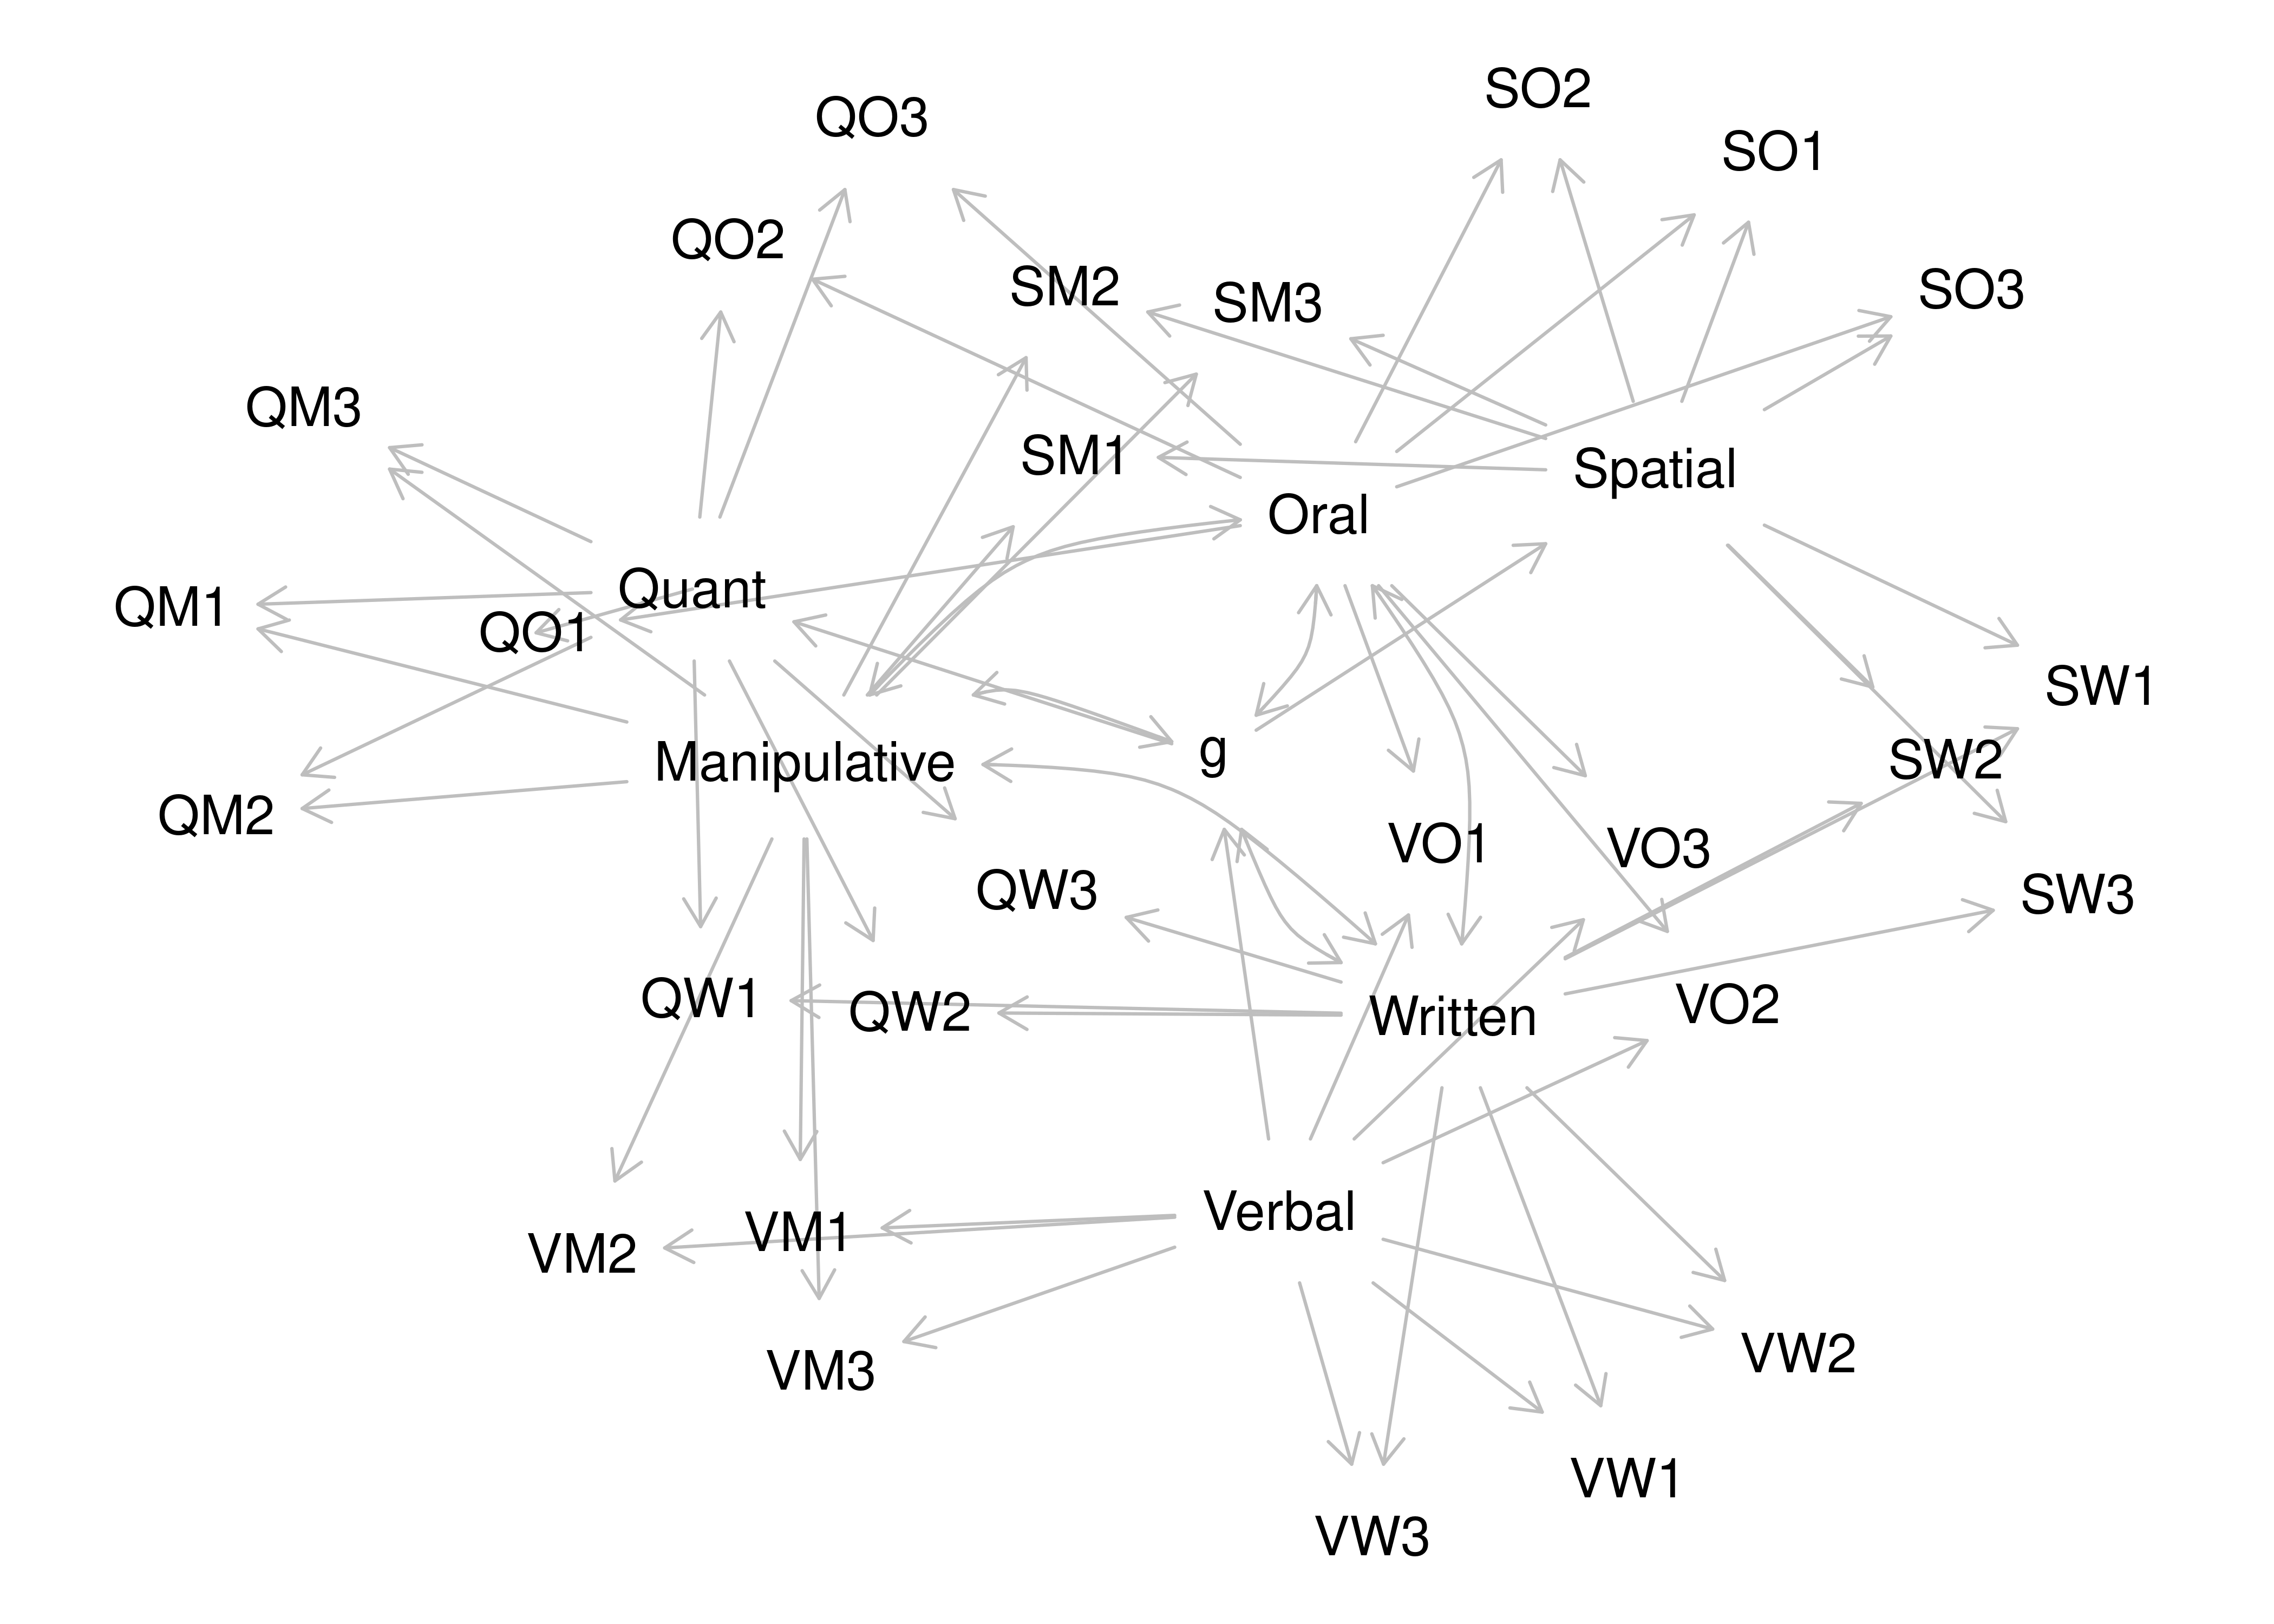 SO2
QO3
SO1
QO2
SM2
SM3
SO3
QM3
SM1
Spatial
Oral
Quant
QM1
QO1
SW1
g
Manipulative
SW2
QM2
VO1
VO3
QW3
SW3
QW1
QW2
Written
VO2
Verbal
VM1
VM2
VM3
VW2
VW1
VW3